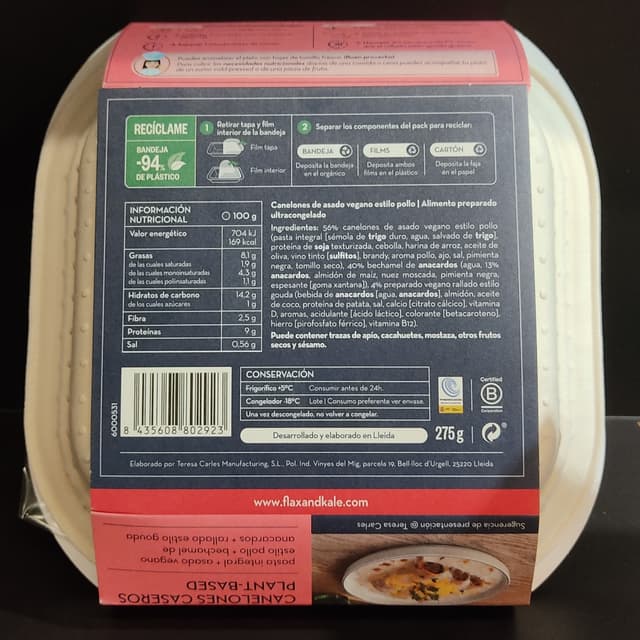 Puedes aromatizar el plato con hojas de tomillo fresco. ¡Buen provecho!
RECÍCLAME
BANDEJA
-94%
DE PLÁSTICO
1 Retirar tapa y film
interior de la bandeja
Film tapa
Film interior
2 Separar los componentes del pack para reciclar:
BANDEJA
Deposita la bandeja
en el orgánico
FILMS
Deposita ambos
films en el plástico
CARTÓN
Deposita la faja
en el papel
INFORMACIÓN
NUTRICIONAL 100 g
Valor energético 704 kJ
169 kcal
Grasas 8,1 g
de las cuales saturadas 1,9 g
de las cuales monoinsaturadas 4,3 g
de las cuales poliinsaturadas 1,1 g
Hidratos de carbono 14,2 g
de los cuales azúcares 1 g
Fibra 2,5 g
Proteínas 9 g
Sal 0,56 g
Canelones de asado vegano estilo pollo | Alimento preparado
ultracongelado
Ingredientes: 56% canelones de asado vegano estilo pollo
(pasta integral [sémola de trigo duro, agua, salvado de trigo],
proteína de soja texturizada, cebolla, harina de arroz, aceite de
oliva, vino tinto [sulfitos], brandy, aroma pollo, ajo, sal, pimienta
negra, tomillo seco), 40% bechamel de anacardos (agua, 13%
anacardos, almidón de maíz, nuez moscada, pimienta negra,
espesante [goma xantana]), 4% preparado vegano rallado estilo
gouda (bebida de anacardos [agua, anacardos], almidón, aceite
de coco, proteína de patata, sal, calcio [citrato cálcico], vitamina
D, aromas, acidulante [ácido láctico], colorante [betacaroteno],
hierro [pirofosfato férrico], vitamina B12).
Puede contener trazas de apio, cacahuetes, mostaza, otros frutos
secos y sésamo.
6000531
8 435608 802923
CONSERVACIÓN
Frigorífico +5ºC Consumir antes de 24h.
Congelador -18ºC Lote | Consumo preferente ver envase.
Una vez descongelado, no volver a congelar.
Certified
B
Corporation
Desarrollado y elaborado en Lleida
275 g
Elaborado por Teresa Carles Manufacturing, S.L., Pol. Ind. Vinyes del Mig, parcela 19, Bell-lloc d'Urgell, 25220 Lleida
www.flaxandkale.com
Sugerencia de presentación @ Teresa Carles
CANELONES CASEROS
PLANT-BASED
pasta integral + asado vegano
estilo pollo + bechamel de
anacardos + rallado estilo gouda